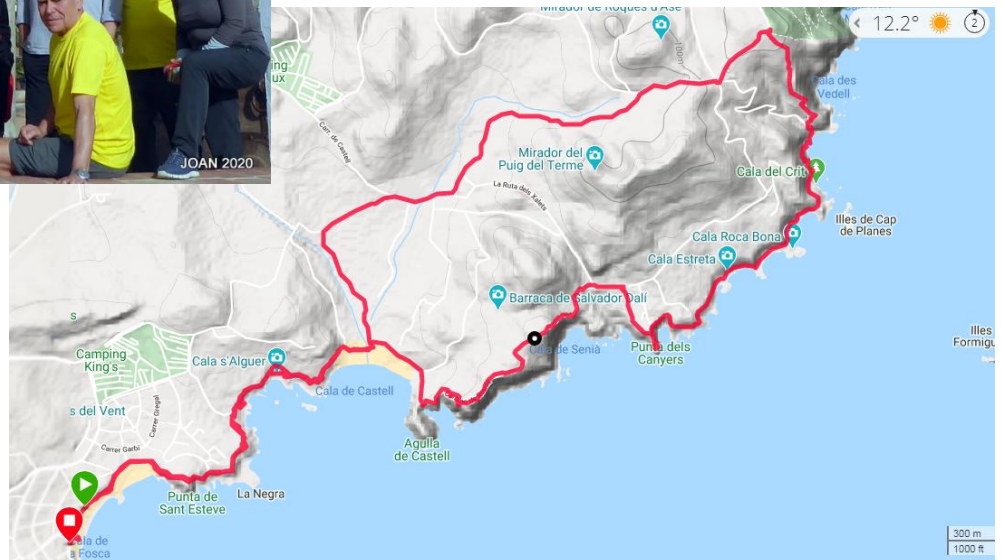 Mirador de Roques d'Ase
12.2°
2
100m
JOAN 2020
Carr. de Castell
Cala des
Vedell
Mirador del
Puig del Terme
Cala del Crit
La Ruta dels Xalets
Illes de Cap
de Planes
Cala Roca Bona
Cala Estreta
Barraca de Salvador Dalí
s
Camping
King's
Cala s'Alguer
de Senià
Punta dels
Canyers
Illes
Formigu
Cala de Castell
s del Vent
Carrer Gregal
Carrer Garbí
Agulla
de Castell
Punta de
Sant Esteve
La Negra
ala de
a Fosca
300 m
1000 ft